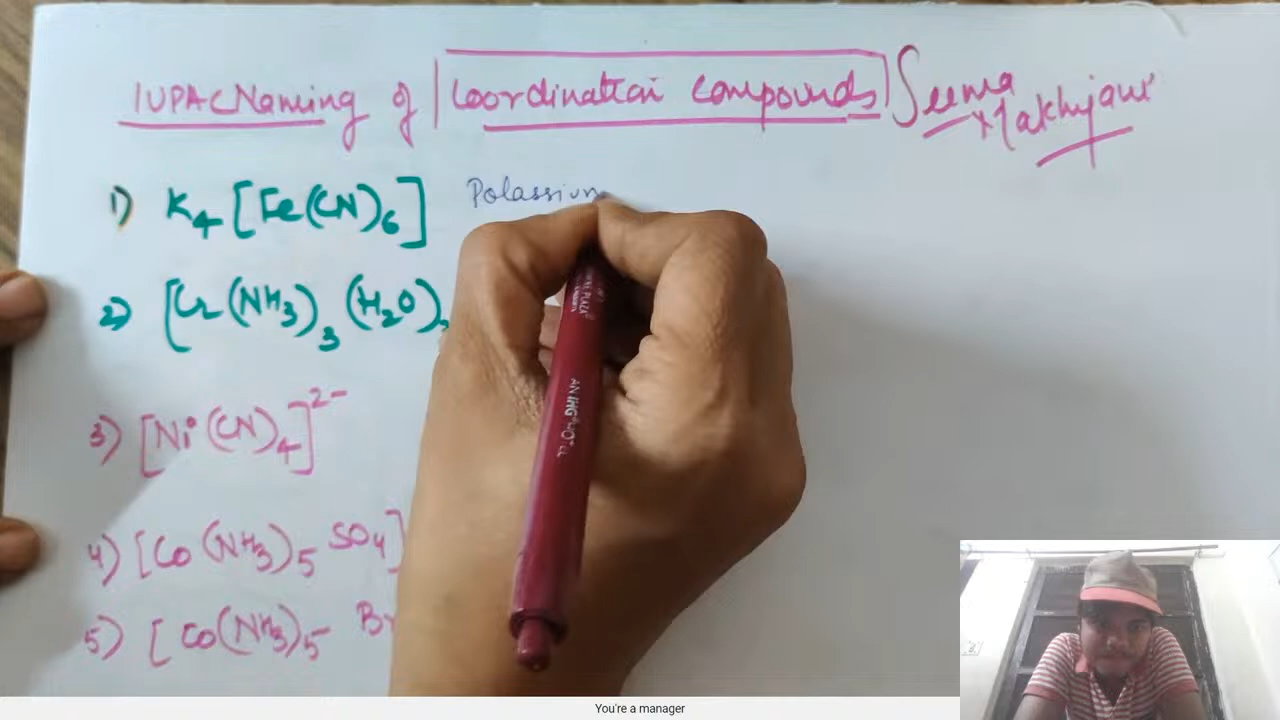 IUPAC Naming of Coordination Compounds Seema Makhijani
1) K4[Fe(CN)6] Potassium
2) [Cr(NH3)3(H2O)3
3) [Ni(CN)4]2-
4) [Co(NH3)5 SO4]
5) [Co(NH3)5 Br
You're a manager